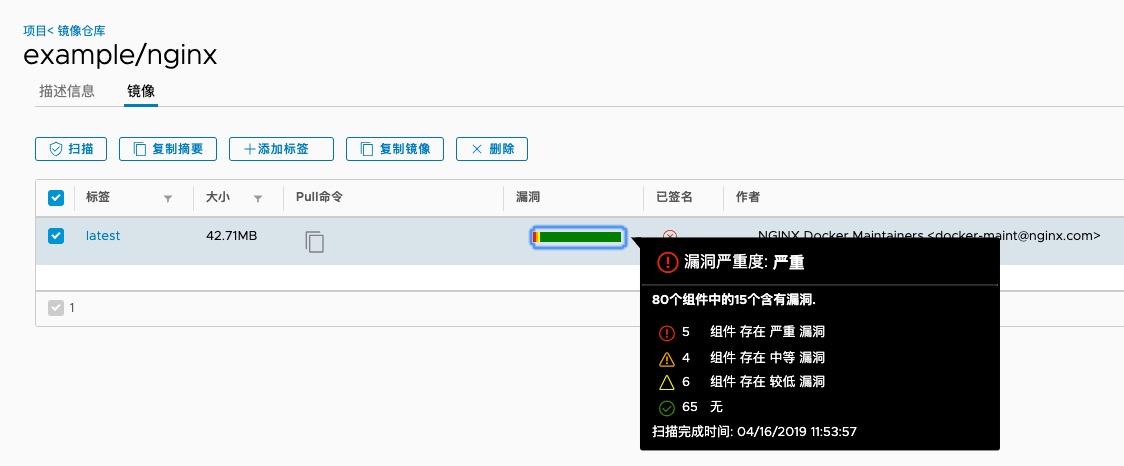 项目< 镜像仓库
example/nginx
描述信息 镜像
扫描 复制摘要 +添加标签 复制镜像 × 删除
标签 大小 Pull命令 漏洞 已签名 作者
latest 42.71MB NGINX Docker Maintainers <docker-maint@nginx.com>
漏洞严重度: 严重
80个组件中的15个含有漏洞.
1
5 组件 存在 严重 漏洞
4 组件 存在 中等 漏洞
6 组件 存在 较低 漏洞
65 无
扫描完成时间: 04/16/2019 11:53:57